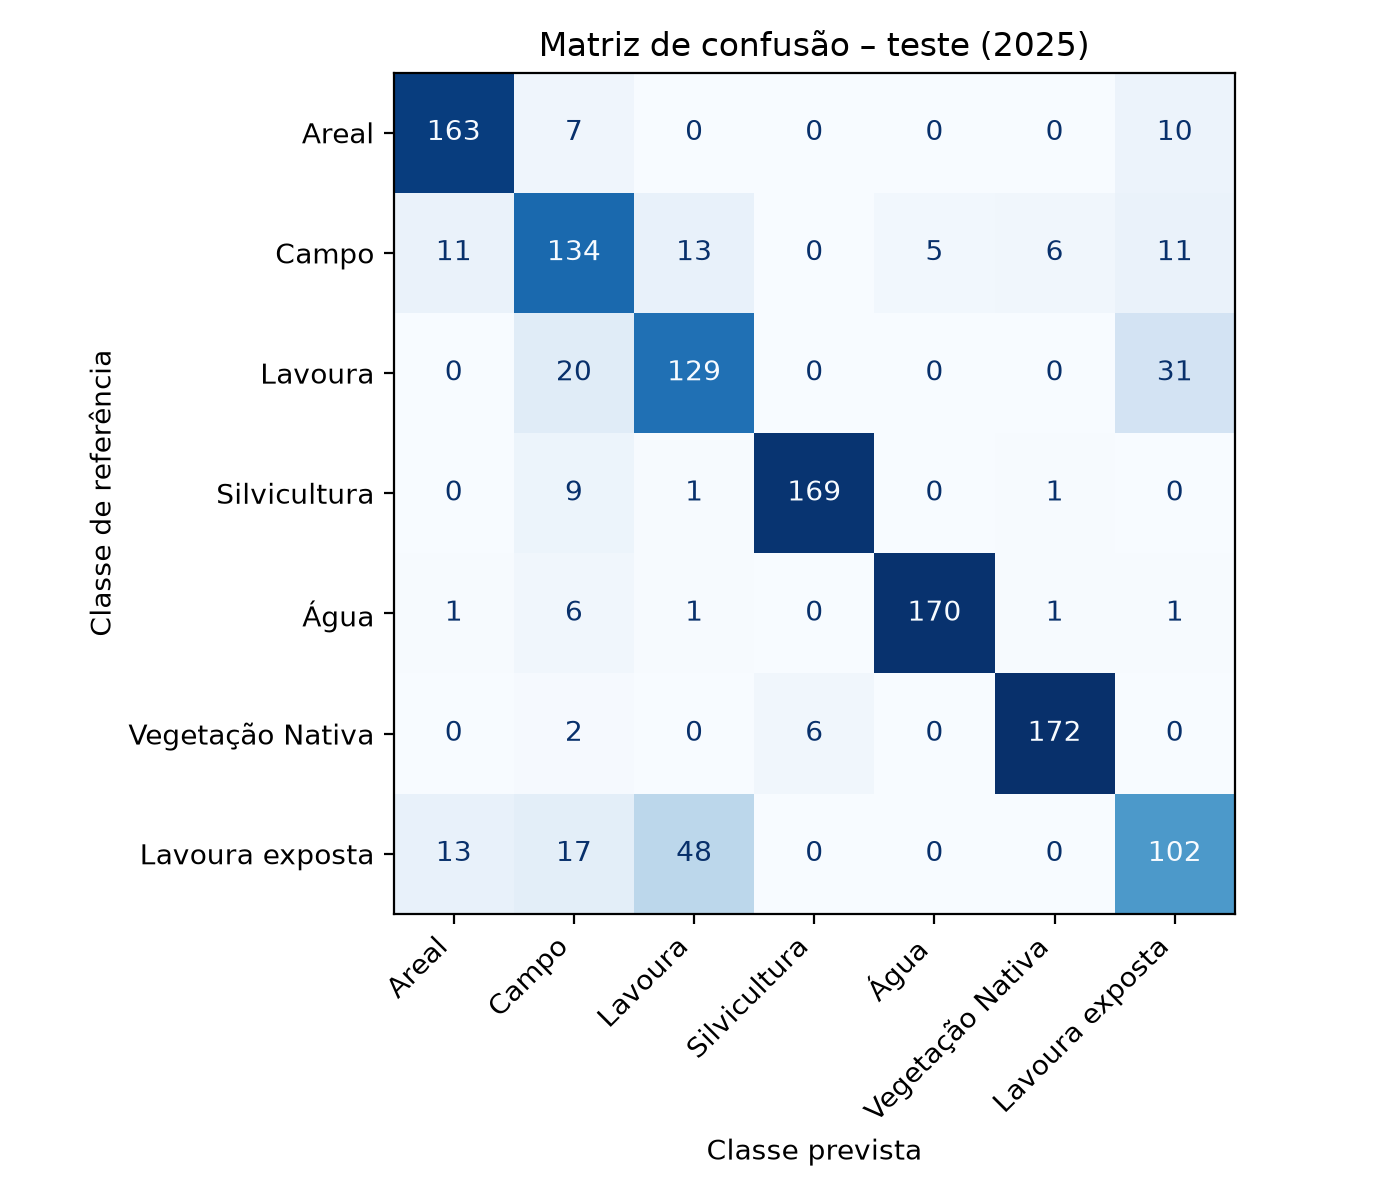 Matriz de confusão – teste (2025)
Classe de referência
Areal 163 7 0 0 0 0 10
Campo 11 134 13 0 5 6 11
Lavoura 0 20 129 0 0 0 31
Silvicultura 0 9 1 169 0 1 0
Água 1 6 1 0 170 1 1
Vegetação Nativa 0 2 0 6 0 172 0
Lavoura exposta 13 17 48 0 0 0 102
Areal Campo Lavoura Silvicultura Água Vegetação Nativa Lavoura exposta
Classe prevista